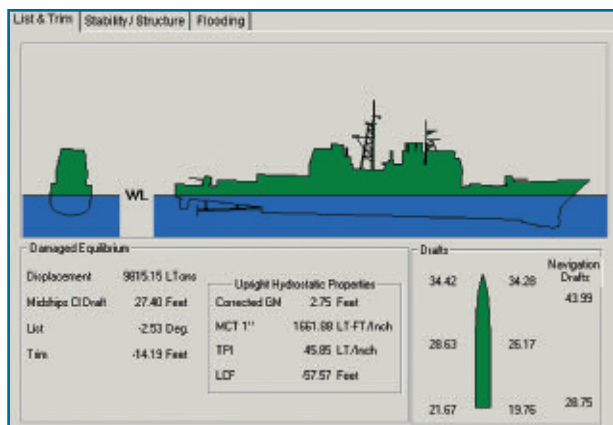 List & Trim Stability / Structure Flooding
WL
Damaged Equilibrium
Displacement 9815.15 LTons
Midships Cl Draft 27.40 Feet
List -2.53 Deg.
Trim -14.19 Feet
Upright Hydrostatic Properties
Corrected GM 2.75 Feet
MCT 1" 1661.88 LT-FT/Inch
TPI 45.85 LT/Inch
LCF -57.57 Feet
Drafts
Navigation
Drafts
34.42 34.28 43.99
28.63 26.17
21.67 19.76 28.75